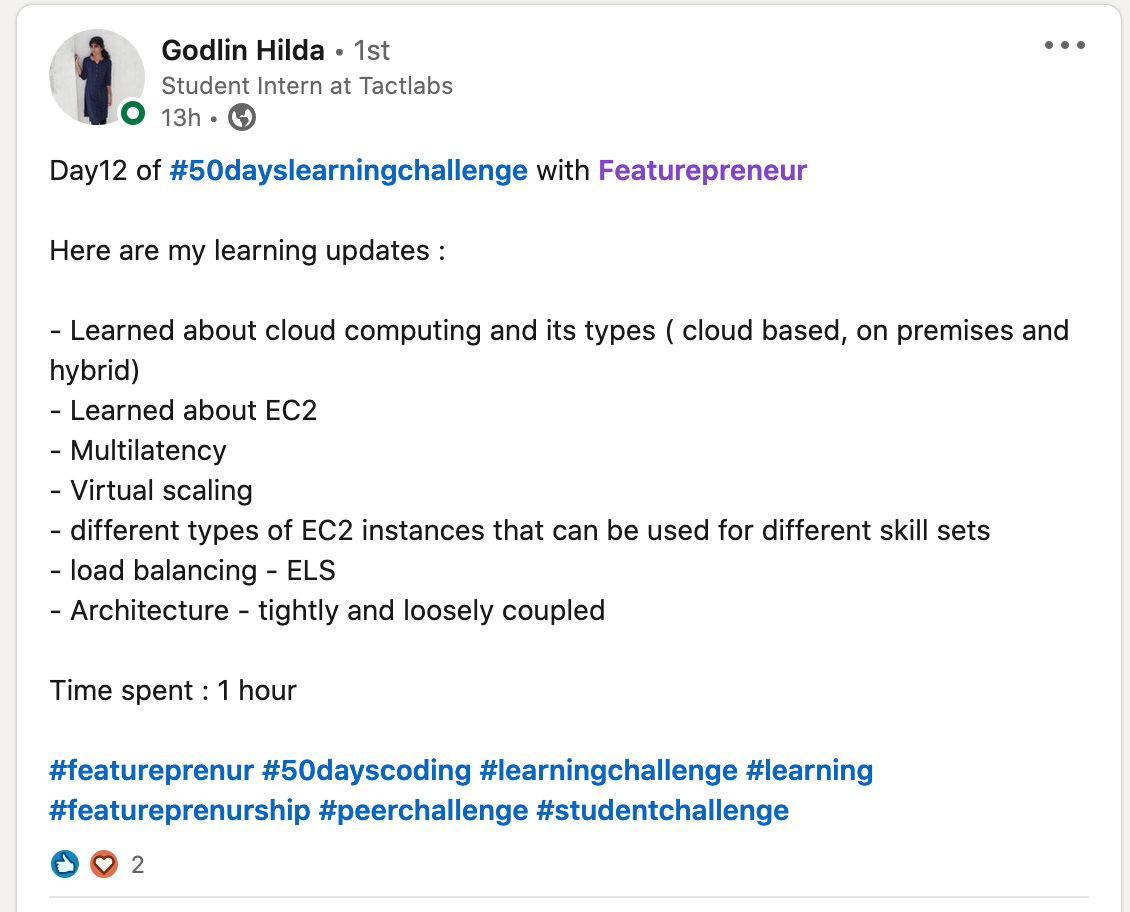 Godlin Hilda • 1st
Student Intern at Tactlabs
13h •
Day12 of #50dayslearningchallenge with Featurepreneur
Here are my learning updates :
- Learned about cloud computing and its types ( cloud based, on premises and
hybrid)
- Learned about EC2
- Multilatency
- Virtual scaling
- different types of EC2 instances that can be used for different skill sets
- load balancing - ELS
- Architecture - tightly and loosely coupled
Time spent : 1 hour
#featureprenur #50dayscoding #learningchallenge #learning
#featureprenurship #peerchallenge #studentchallenge
2